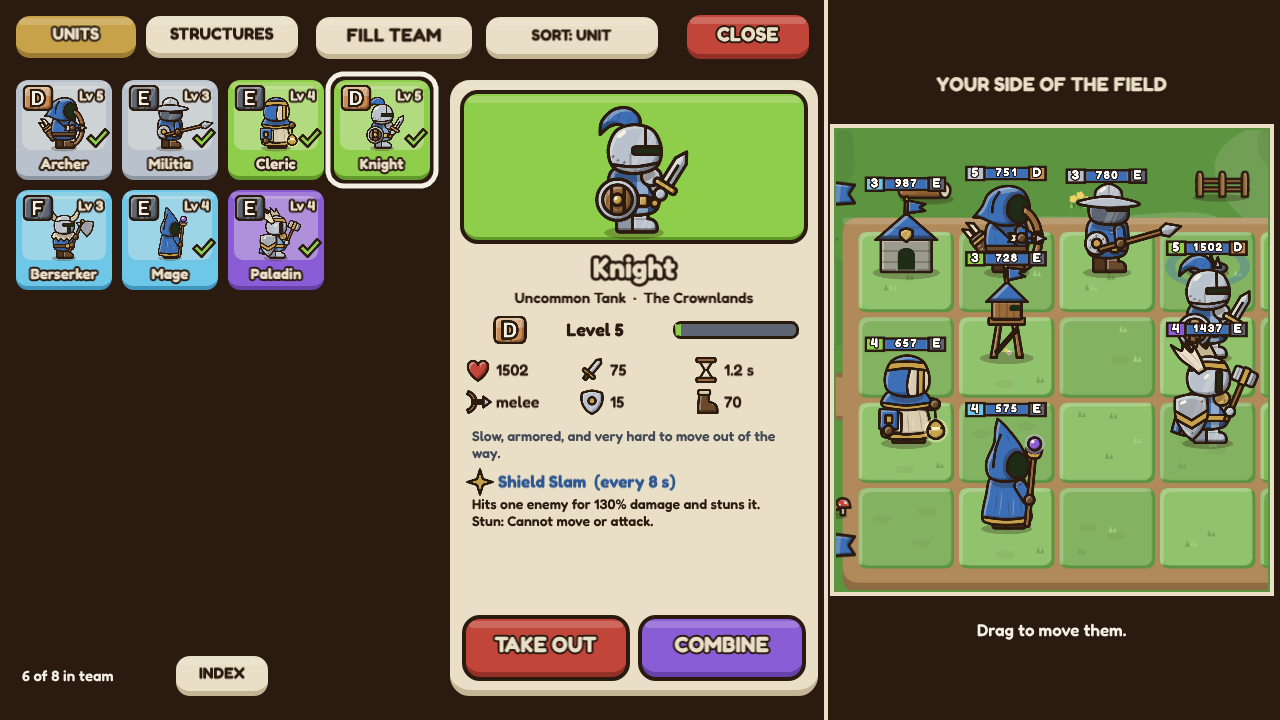 UNITS
STRUCTURES
FILL TEAM
SORT: UNIT
CLOSE
D Lv 5
Archer
E Lv 3
Militia
E Lv 4
Cleric
D Lv 5
Knight
F Lv 3
Berserker
E Lv 4
Mage
E Lv 4
Paladin
6 of 8 in team
INDEX
Knight
Uncommon Tank · The Crownlands
D Level 5
1502 75 1.2 s
melee 15 70
Slow, armored, and very hard to move out of the
way.
Shield Slam (every 8 s)
Hits one enemy for 130% damage and stuns it.
Stun: Cannot move or attack.
TAKE OUT
COMBINE
YOUR SIDE OF THE FIELD
3 987 E
5 751 D
3 780 E
5 1502 D
3 728 E
4 1437 E
4 657 E
4 575 E
Drag to move them.